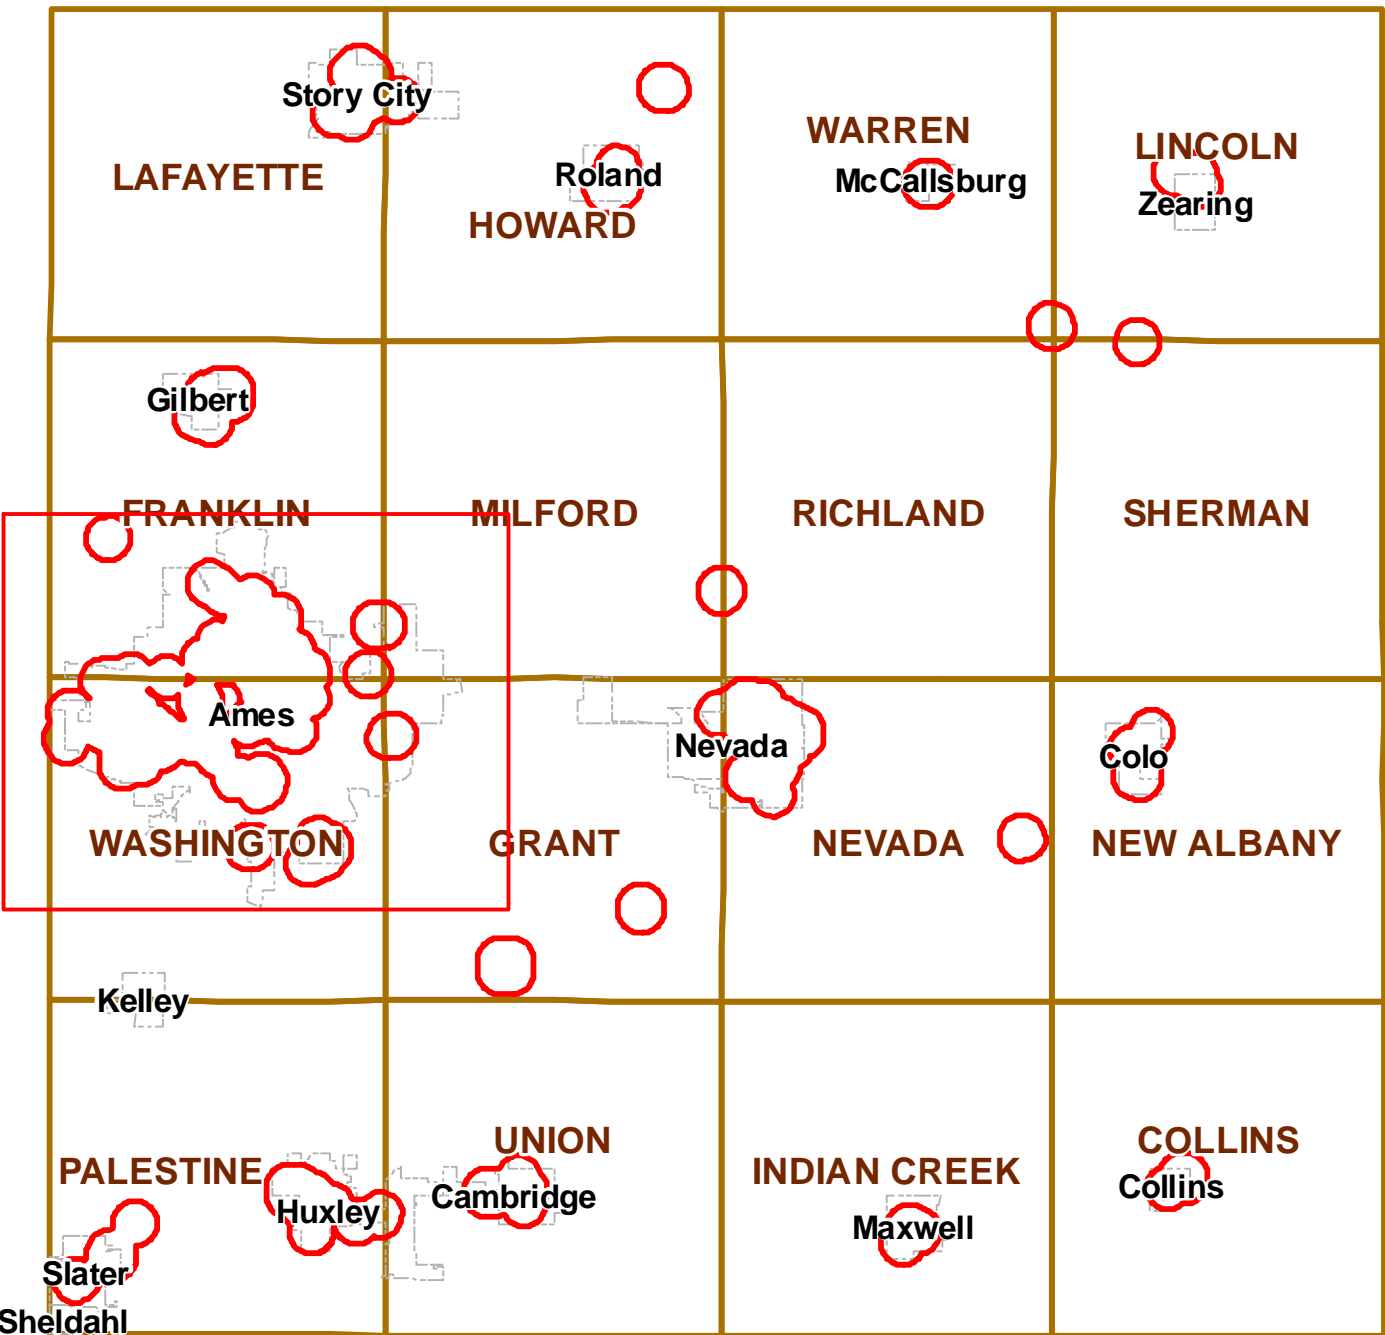 Story City
WARREN
LINCOLN
LAFAYETTE
Roland
McCallsburg
Zearing
HOWARD
Gilbert
FRANKLIN
MILFORD
RICHLAND
SHERMAN
Ames
Nevada
Colo
WASHINGTON
GRANT
NEVADA
NEW ALBANY
Kelley
UNION
COLLINS
PALESTINE
INDIAN CREEK
Collins
Cambridge
Huxley
Maxwell
Slater
Sheldahl